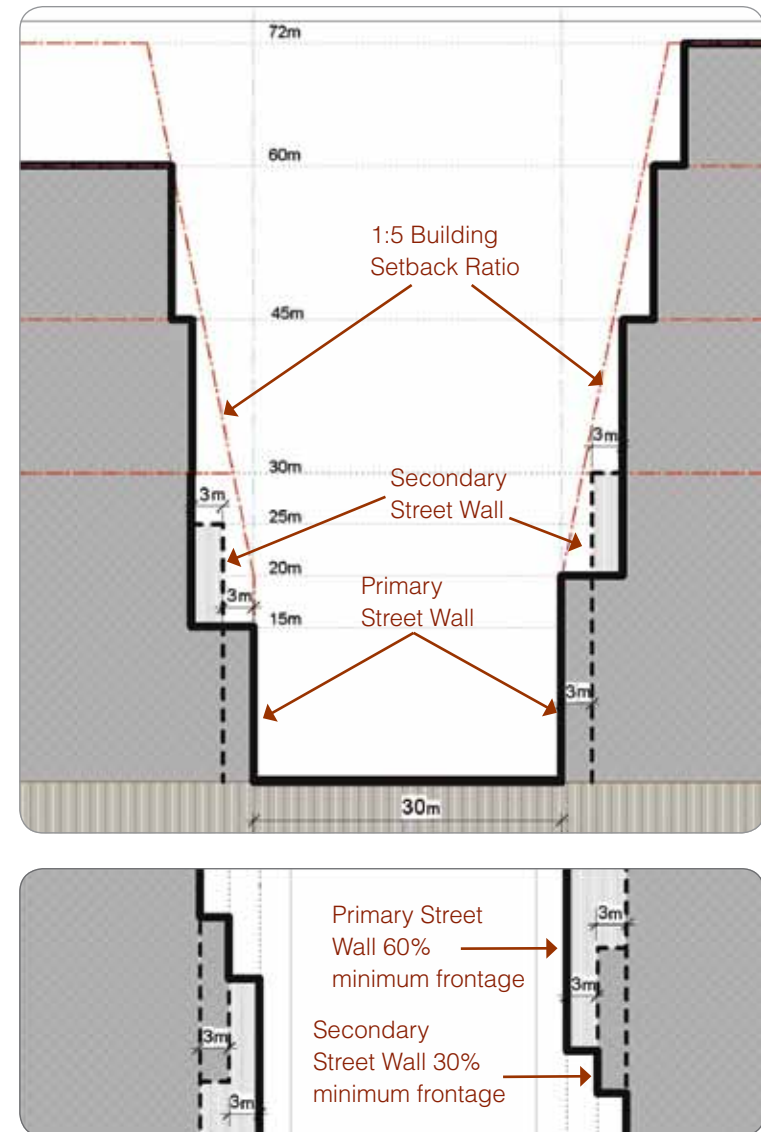 72m
60m
1:5 Building
Setback Ratio
45m
3m
30m
Secondary
Street Wall
3m
25m
20m
3m
Primary
Street Wall
15m
3m
30m
Primary Street
Wall 60%
minimum frontage
3m
3m
Secondary
Street Wall 30%
minimum frontage
3m
3m